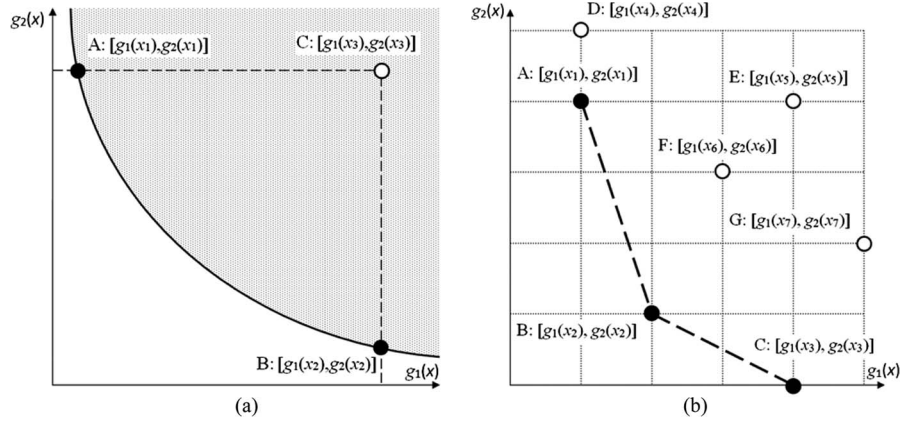 g2(x)
A: [g1(x1),g2(x1)]
C: [g1(x3),g2(x3)]
B: [g1(x2),g2(x2)]
g1(x)
(a)
g2(x)
D: [g1(x4), g2(x4)]
A: [g1(x1), g2(x1)]
E: [g1(x5), g2(x5)]
F: [g1(x6), g2(x6)]
G: [g1(x7), g2(x7)]
B: [g1(x2), g2(x2)]
C: [g1(x3), g2(x3)]
g1(x)
(b)